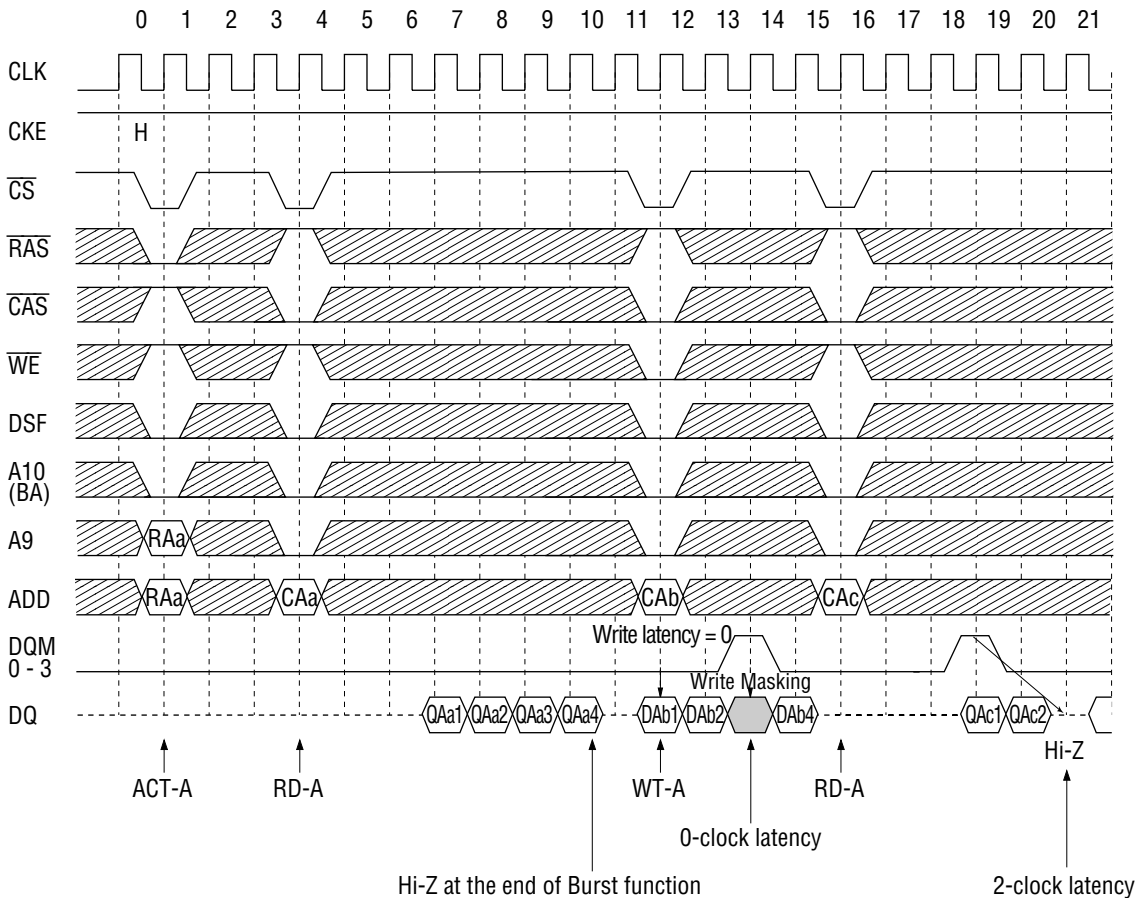 0 1 2 3 4 5 6 7 8 9 10 11 12 13 14 15 16 17 18 19 20 21
CLK
CKE H
CS
RAS
CAS
WE
DSF
A10
(BA)
A9 RAa
ADD RAa CAa CAb CAc
DQM
0 - 3
Write latency = 0
Write Masking
DQ QAa1 QAa2 QAa3 QAa4 DAb1 DAb2 DAb4 QAc1 QAc2
Hi-Z
ACT-A RD-A WT-A RD-A
0-clock latency
Hi-Z at the end of Burst function 2-clock latency